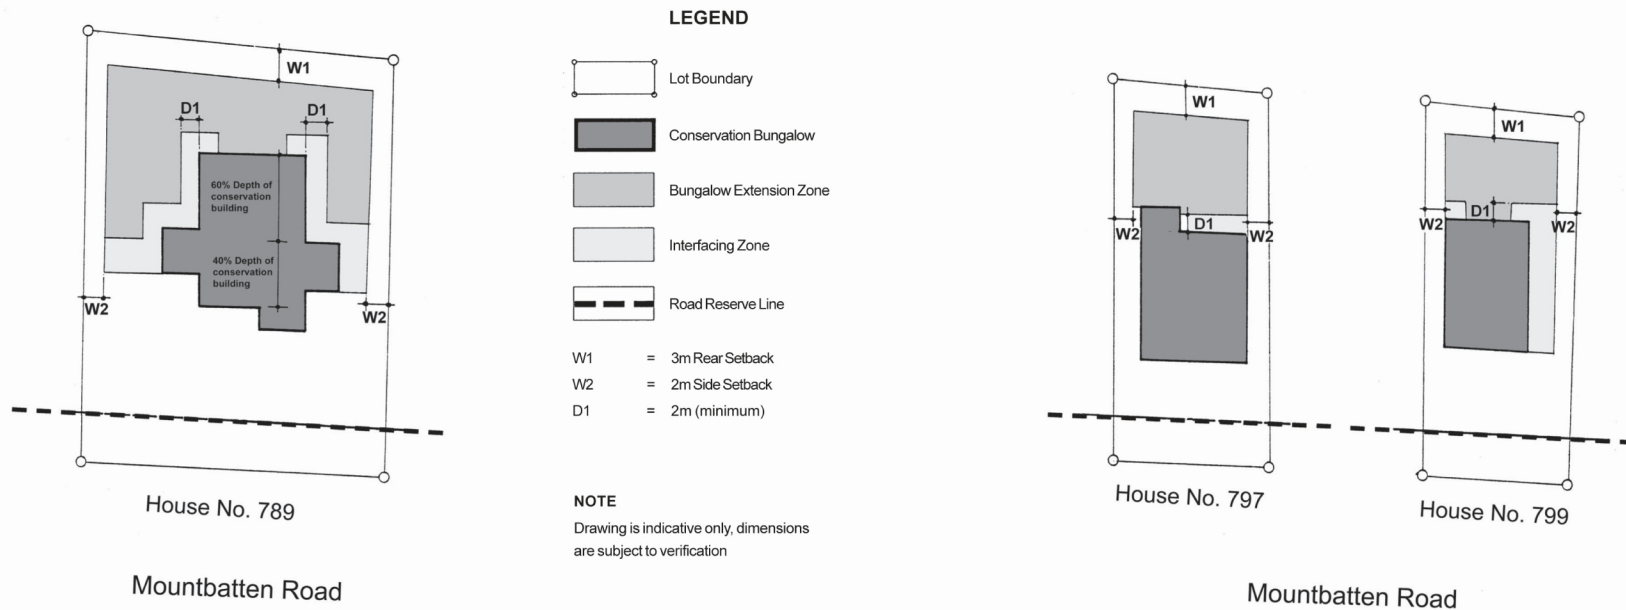 W1
D1
D1
60% Depth of
conservation
building
40% Depth of
conservation
building
W2
W2
House No. 789
Mountbatten Road
LEGEND
Lot Boundary
Conservation Bungalow
Bungalow Extension Zone
Interfacing Zone
Road Reserve Line
W1 = 3m Rear Setback
W2 = 2m Side Setback
D1 = 2m (minimum)
NOTE
Drawing is indicative only, dimensions
are subject to verification
W1
D1
W2
W2
House No. 797
W1
D1
W2
W2
House No. 799
Mountbatten Road